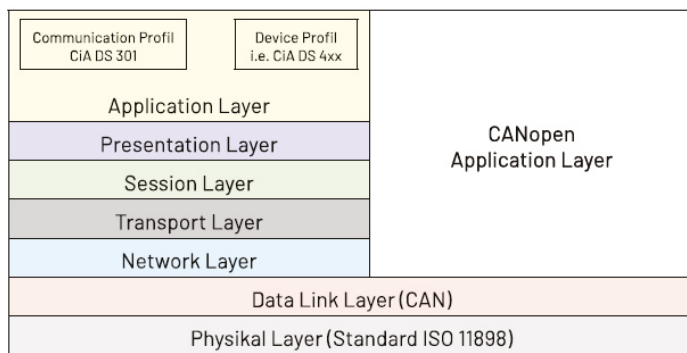 Communication Profil
CiA DS 301
Device Profil
i.e. CiA DS 4xx
Application Layer
Presentation Layer
Session Layer
Transport Layer
Network Layer
CANopen
Application Layer
Data Link Layer (CAN)
Physikal Layer (Standard ISO 11898)